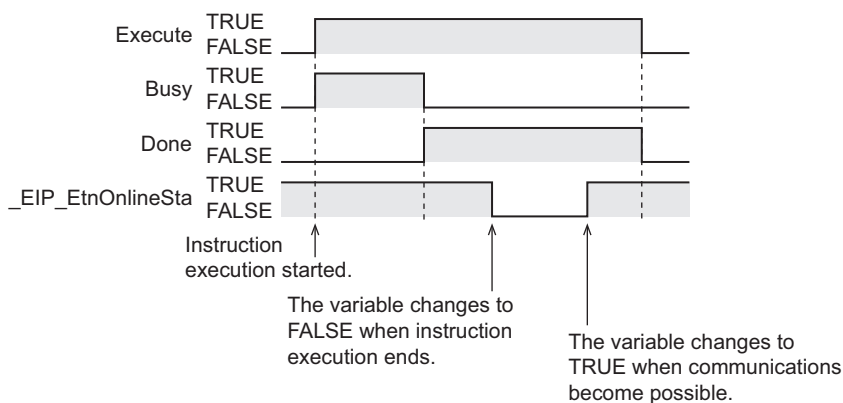 Execute
TRUE
FALSE
Busy
TRUE
FALSE
Done
TRUE
FALSE
_EIP_EtnOnlineSta
TRUE
FALSE
Instruction
execution started.
The variable changes to
FALSE when instruction
execution ends.
The variable changes to
TRUE when communications
become possible.